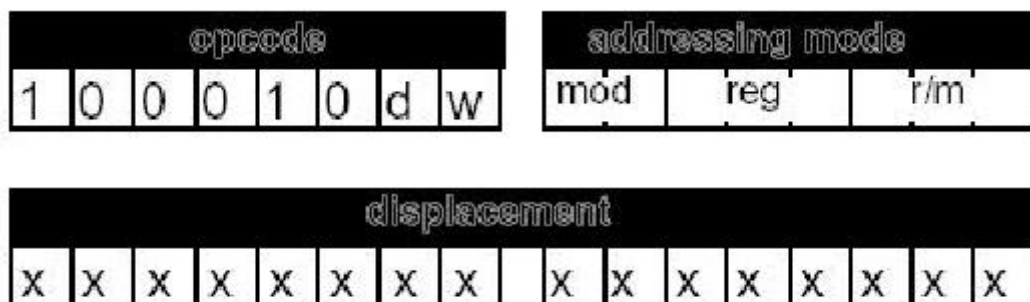 opcode addressing mode
1 0 0 0 1 0 d w mod reg r/m
displacement
x x x x x x x x x x x x x x x x